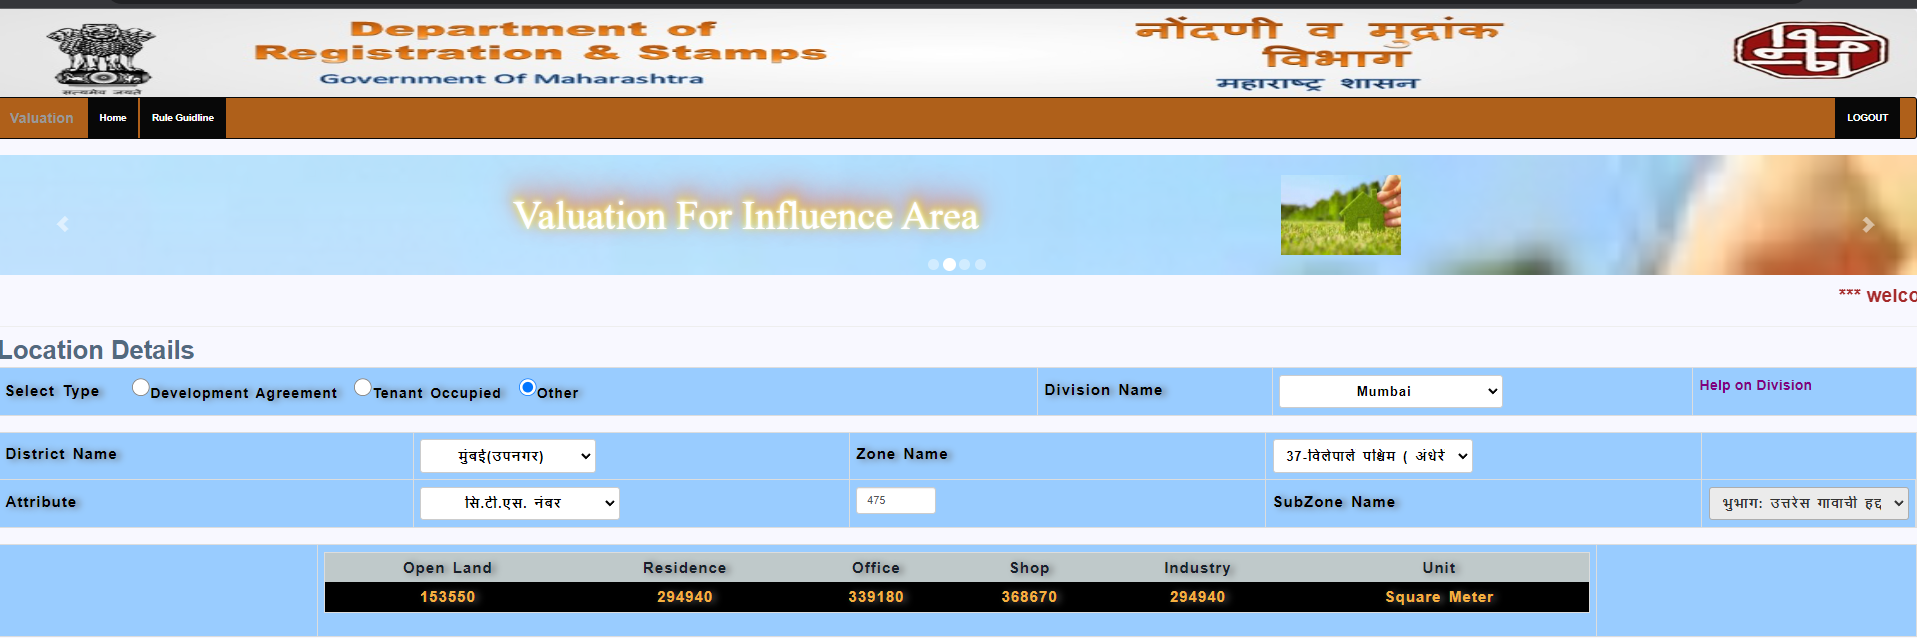 Department of
Registration & Stamps
Government Of Maharashtra
नोंदणी व मुद्रांक
विभाग
महाराष्ट्र शासन
सत्यमेव जयते
Valuation Home Rule Guidline LOGOUT
Valuation For Influence Area
*** welco
Location Details
Select Type Development Agreement Tenant Occupied Other Division Name Mumbai Help on Division
District Name मुंबई(उपनगर) Zone Name 37-विलेपार्ले पश्चिम ( अंधेरी
Attribute सि.टी.एस. नंबर 475 SubZone Name भुभाग: उत्तरेस गावाची हद्द
Open Land Residence Office Shop Industry Unit
153550 294940 339180 368670 294940 Square Meter